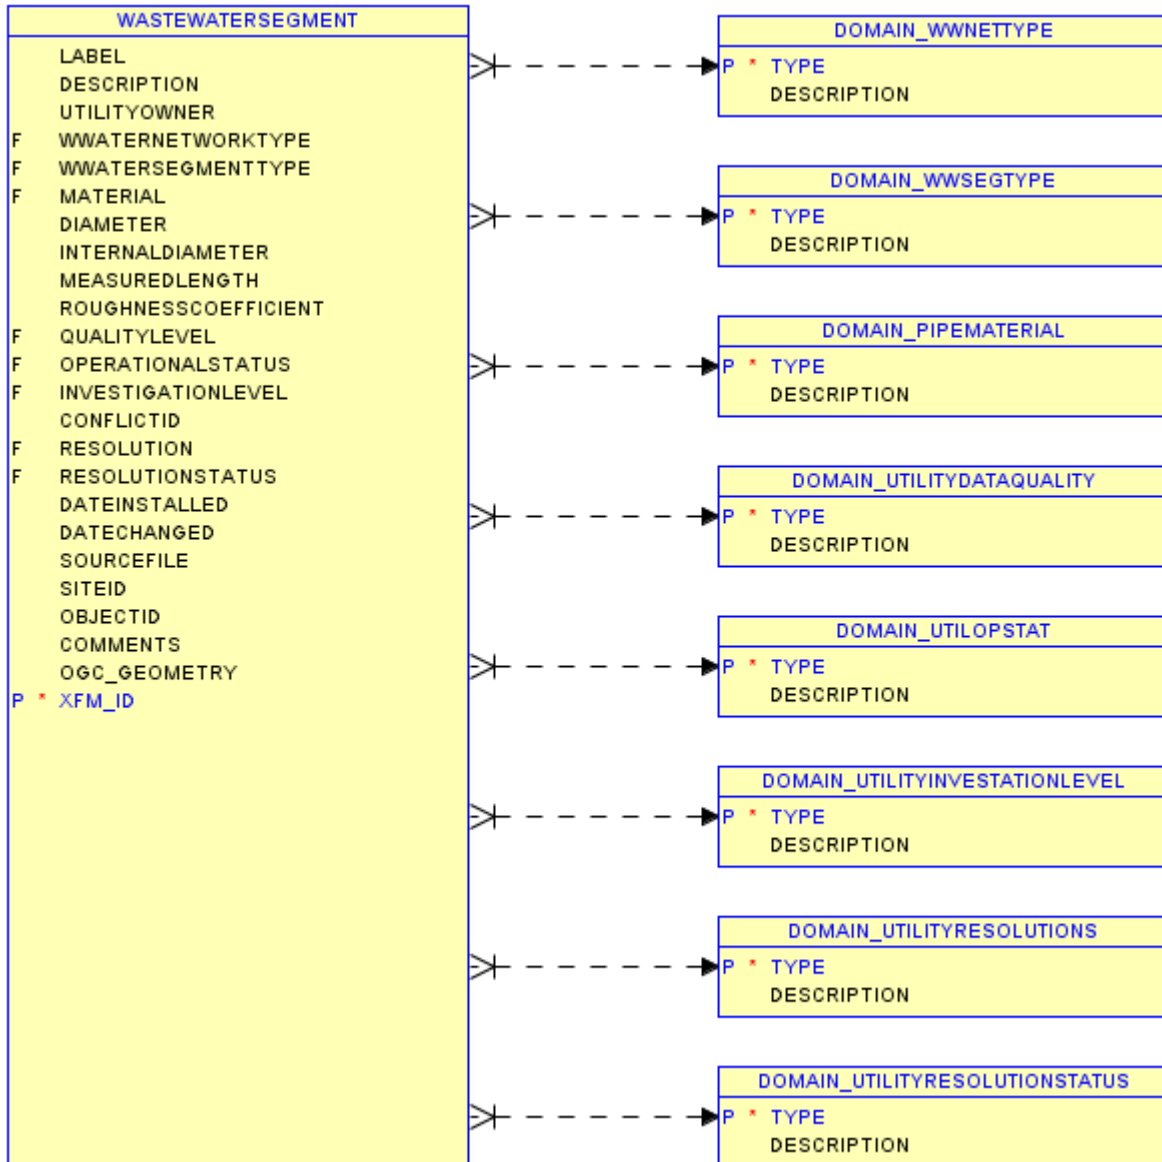 WASTEWATERSEGMENT
LABEL
DESCRIPTION
UTILITYOWNER
F WWATERNETWORKTYPE
F WWATERSEGMENTTYPE
F MATERIAL
DIAMETER
INTERNALDIAMETER
MEASUREDLENGTH
ROUGHNESSCOEFFICIENT
F QUALITYLEVEL
F OPERATIONALSTATUS
F INVESTIGATIONLEVEL
CONFLICTID
F RESOLUTION
F RESOLUTIONSTATUS
DATEINSTALLED
DATECHANGED
SOURCEFILE
SITEID
OBJECTID
COMMENTS
OGC_GEOMETRY
P * XFM_ID
DOMAIN_WWNETTYPE
P * TYPE
DESCRIPTION
DOMAIN_WWSEGTYPE
P * TYPE
DESCRIPTION
DOMAIN_PIPEMATERIAL
P * TYPE
DESCRIPTION
DOMAIN_UTILITYDATAQUALITY
P * TYPE
DESCRIPTION
DOMAIN_UTILOPSTAT
P * TYPE
DESCRIPTION
DOMAIN_UTILITYINVESTATIONLEVEL
P * TYPE
DESCRIPTION
DOMAIN_UTILITYRESOLUTIONS
P * TYPE
DESCRIPTION
DOMAIN_UTILITYRESOLUTIONSTATUS
P * TYPE
DESCRIPTION